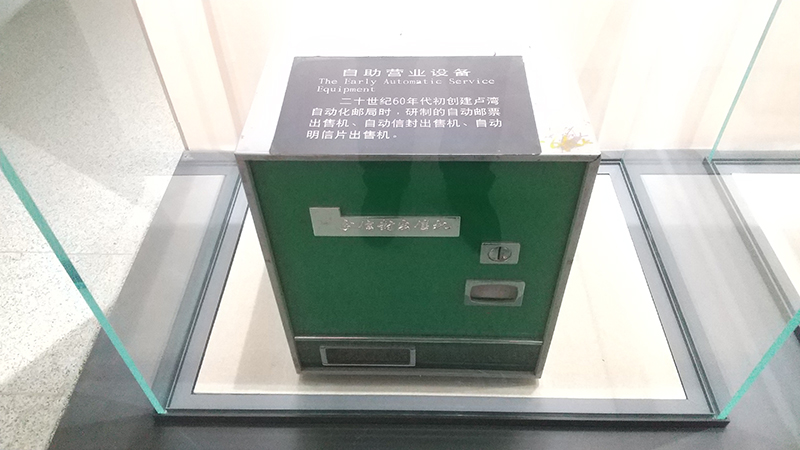 自助营业设备
The Early Automatic Service
Equipment
二十世纪60年代初创建卢湾
自动化邮局时，研制的自动邮票
出售机、自动信封出售机、自动
明信片出售机。